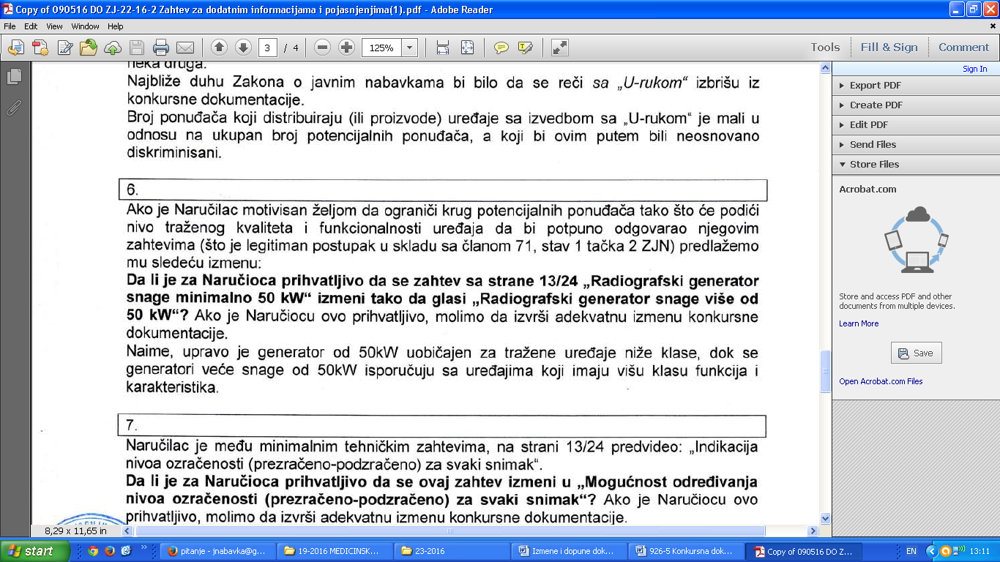 Copy of 090516 DO ZJ-22-16-2 Zahtev za dodatnim informacijama i pojasnjenjima(1).pdf - Adobe Reader
File Edit View Window Help
3 / 4 125% Tools Fill & Sign Comment
Sign In
Export PDF
Create PDF
Edit PDF
Send Files
Store Files
Acrobat.com
Store and access PDF and other
documents from multiple devices.
Learn More
Save
Open Acrobat.com Files
neka druga.
Najbliže duhu Zakona o javnim nabavkama bi bilo da se reči sa „U-rukom“ izbrišu iz
konkursne dokumentacije.
Broj ponuđača koji distribuiraju (ili proizvode) uređaje sa izvedbom sa „U-rukom“ je mali u
odnosu na ukupan broj potencijalnih ponuđača, a koji bi ovim putem bili neosnovano
diskriminisani.
6.
Ako je Naručilac motivisan željom da ograniči krug potencijalnih ponuđača tako što će podići
nivo traženog kvaliteta i funkcionalnosti uređaja da bi potpuno odgovarao njegovim
zahtevima (što je legitiman postupak u skladu sa članom 71, stav 1 tačka 2 ZJN) predlažemo
mu sledeću izmenu:
Da li je za Naručioca prihvatljivo da se zahtev sa strane 13/24 „Radiografski generator
snage minimalno 50 kW“ izmeni tako da glasi „Radiografski generator snage više od
50 kW“? Ako je Naručiocu ovo prihvatljivo, molimo da izvrši adekvatnu izmenu konkursne
dokumentacije.
Naime, upravo je generator od 50kW uobičajen za tražene uređaje niže klase, dok se
generatori veće snage od 50kW isporučuju sa uređajima koji imaju višu klasu funkcija i
karakteristika.
7.
Naručilac je među minimalnim tehničkim zahtevima, na strani 13/24 predvideo: „Indikacija
nivoa ozračenosti (prezračeno-podzračeno) za svaki snimak“.
Da li je za Naručioca prihvatljivo da se ovaj zahtev izmeni u „Mogućnost određivanja
nivoa ozračenosti (prezračeno-podzračeno) za svaki snimak“? Ako je Naručiocu ovo
prihvatljivo, molimo da izvrši adekvatnu izmenu konkursne dokumentacije.
8,29 x 11,65 in
start pitanje - jnabavka@g... 19-2016 MEDICINSK... 23-2016 Izmene i dopune dok... 926-5 Konkursna dok... Copy of 090516 DO Z... EN 13:11